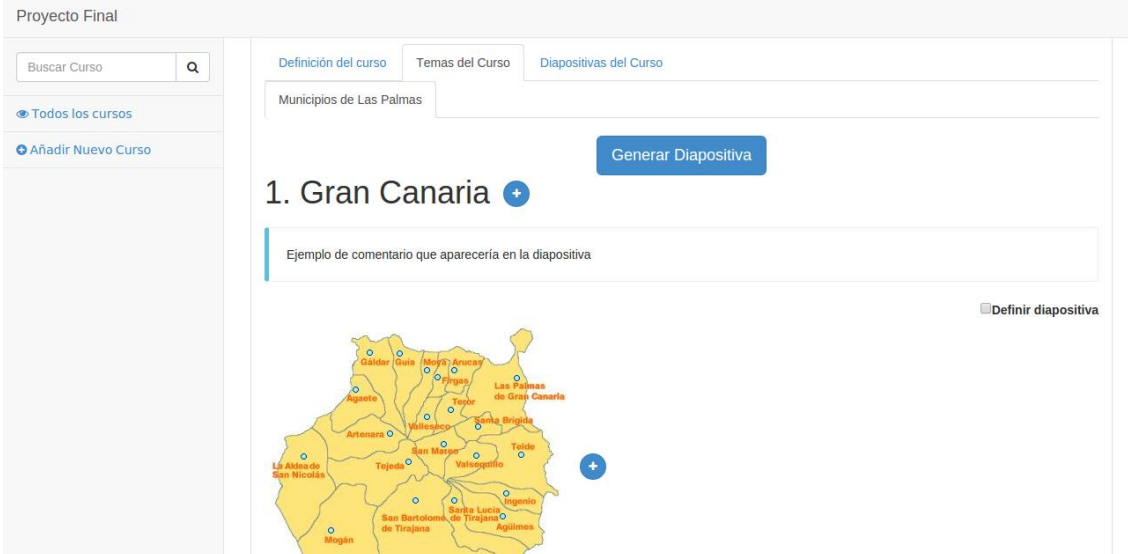 Proyecto Final
Buscar Curso
Todos los cursos
Añadir Nuevo Curso
Definición del curso
Temas del Curso
Diapositivas del Curso
Municipios de Las Palmas
Generar Diapositiva
1. Gran Canaria
Ejemplo de comentario que aparecería en la diapositiva
Definir diapositiva
Gáldar
Guía
Moya
Arucas
Firgas
Las Palmas
de Gran Canaria
Agaete
Teror
Valleseco
Santa Brígida
Artenara
San Mateo
Telde
La Aldea de
San Nicolás
Tejeda
Valsequillo
Ingenio
San Bartolomé
de Tirajana
Santa Lucía
de Tirajana
Agüimes
Mogán